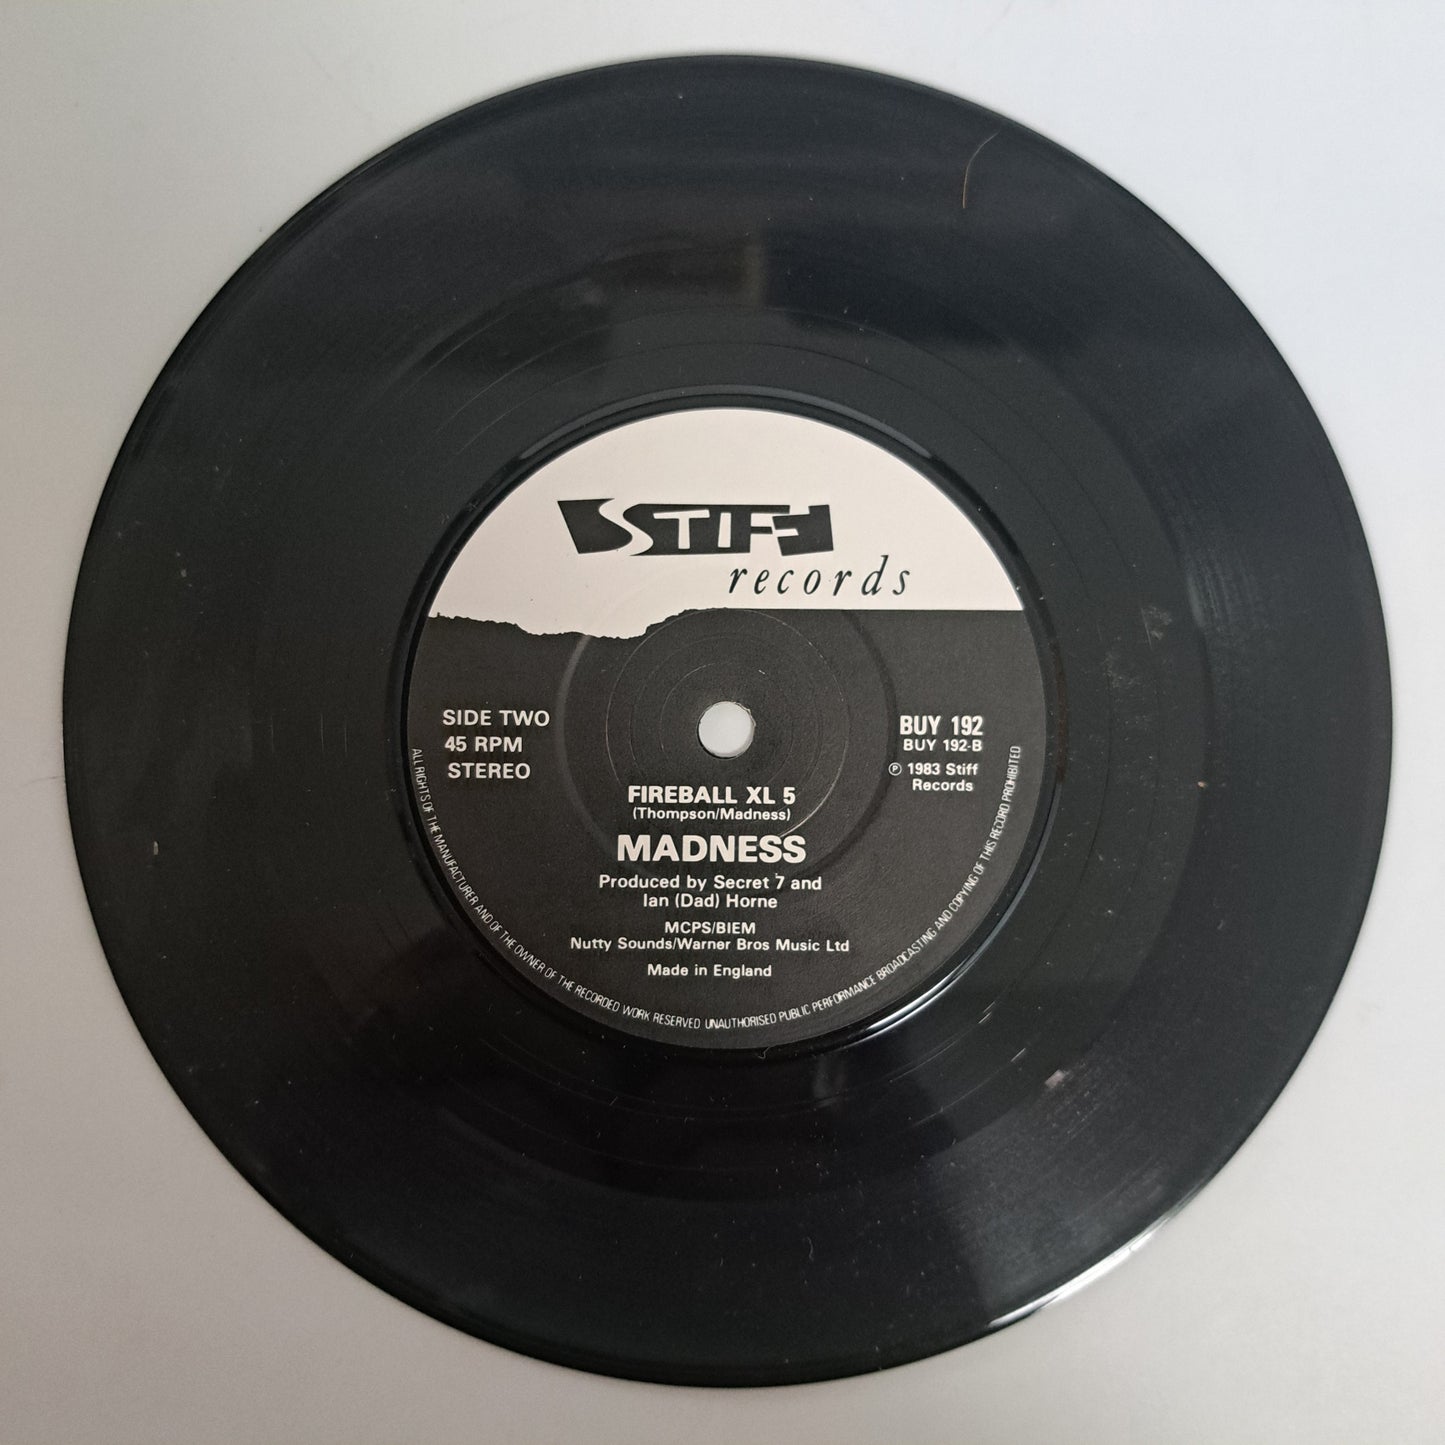 STIFF
records
SIDE TWO
45 RPM
STEREO
BUY 192
BUY 192-B
℗ 1983 Stiff
Records
FIREBALL XL 5
(Thompson/Madness)
MADNESS
Produced by Secret 7 and
Ian (Dad) Horne
MCPS/BIEM
Nutty Sounds/Warner Bros Music Ltd
Made in England
ALL RIGHTS OF THE MANUFACTURER AND OF THE OWNER OF THE RECORDED WORK RESERVED UNAUTHORISED PUBLIC PERFORMANCE BROADCASTING AND COPYING OF THIS RECORD PROHIBITED